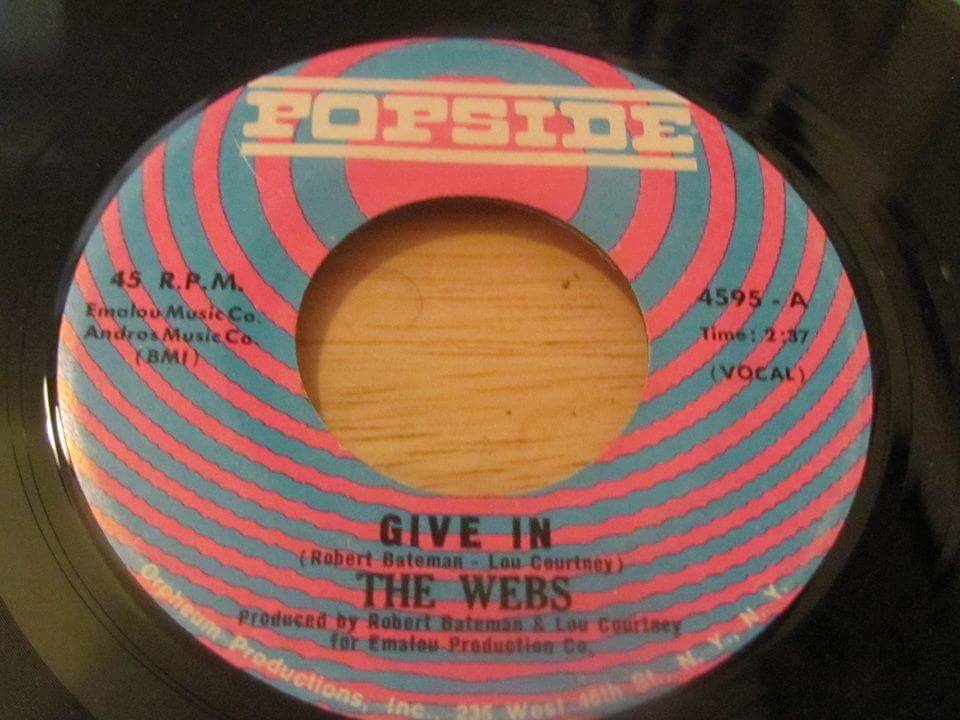 POPSIDE
45 R.P.M.
Emalou Music Co.
Andros Music Co.
(BMI)
4595 - A
Time: 2:37
(VOCAL)
GIVE IN
(Robert Bateman - Lou Courtney)
THE WEBS
Produced by Robert Bateman & Lou Courtney
for Emalou Production Co.
Orpheum Productions, Inc. 235 West 46th St., N. Y., N. Y.